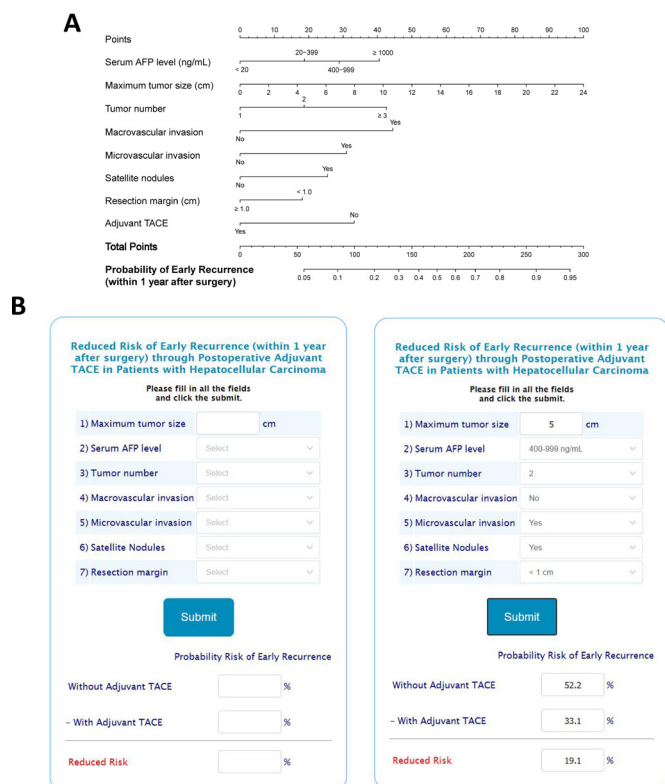 A
Points 0 10 20 30 40 50 60 70 80 90 100
20−399 ≥ 1000
Serum AFP level (ng/mL)
< 20 400−999
Maximum tumor size (cm)
0 2 4 6 8 10 12 14 16 18 20 22 24
2
Tumor number
1 ≥ 3
Yes
Macrovascular invasion
No
Yes
Microvascular invasion
No
Yes
Satellite nodules
No
< 1.0
Resection margin (cm)
≥ 1.0
No
Adjuvant TACE
Yes
Total Points
0 50 100 150 200 250 300
Probability of Early Recurrence
(within 1 year after surgery)
0.05 0.1 0.2 0.3 0.4 0.5 0.6 0.7 0.8 0.9 0.95
B
Reduced Risk of Early Recurrence (within 1 year
after surgery) through Postoperative Adjuvant
TACE in Patients with Hepatocellular Carcinoma
Please fill in all the fields
and click the submit.
1) Maximum tumor size cm
2) Serum AFP level Select
3) Tumor number Select
4) Macrovascular invasion Select
5) Microvascular invasion Select
6) Satellite Nodules Select
7) Resection margin Select
Submit
Probability Risk of Early Recurrence
Without Adjuvant TACE %
- With Adjuvant TACE %
Reduced Risk %
Reduced Risk of Early Recurrence (within 1 year
after surgery) through Postoperative Adjuvant
TACE in Patients with Hepatocellular Carcinoma
Please fill in all the fields
and click the submit.
1) Maximum tumor size 5 cm
2) Serum AFP level 400-999 ng/mL
3) Tumor number 2
4) Macrovascular invasion No
5) Microvascular invasion Yes
6) Satellite Nodules Yes
7) Resection margin < 1 cm
Submit
Probability Risk of Early Recurrence
Without Adjuvant TACE 52.2 %
- With Adjuvant TACE 33.1 %
Reduced Risk 19.1 %